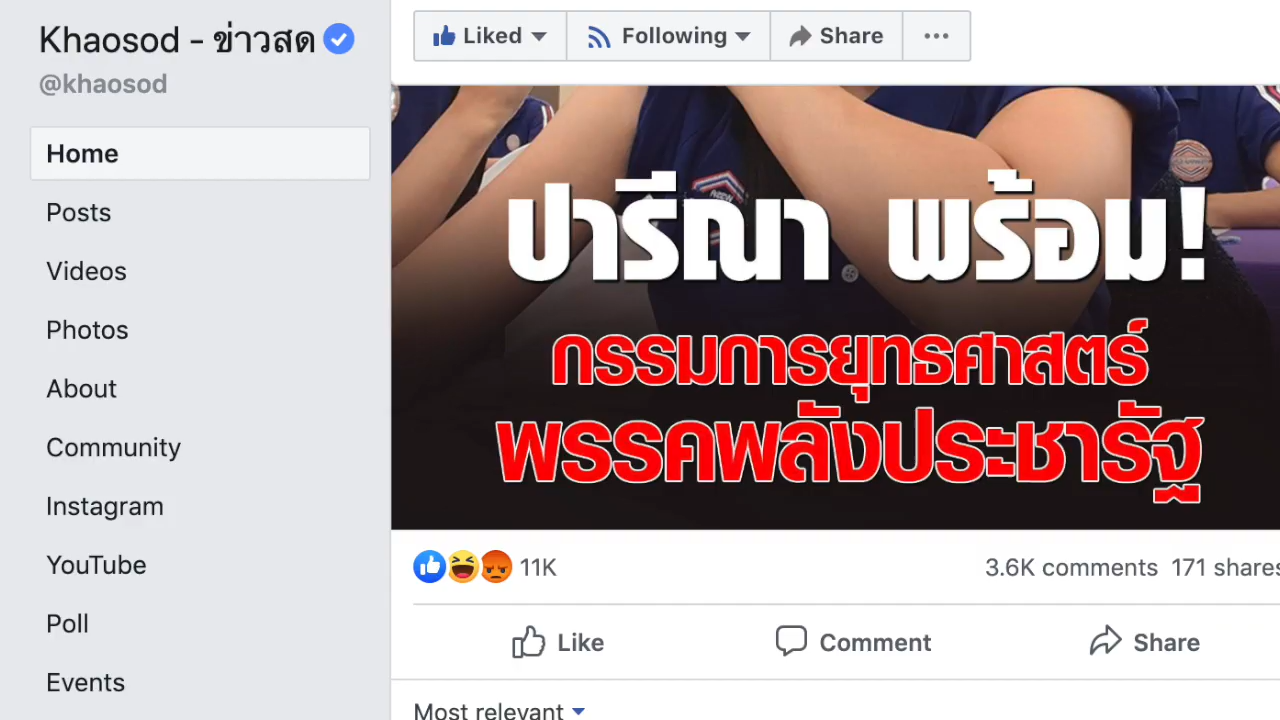 Khaosod - ข่าวสด
@khaosod
Home
Posts
Videos
Photos
About
Community
Instagram
YouTube
Poll
Events
Liked
Following
Share
ปารีณา พร้อม!
กรรมการยุทธศาสตร์
พรรคพลังประชารัฐ
11K
3.6K comments 171 shares
Like
Comment
Share
Most relevant